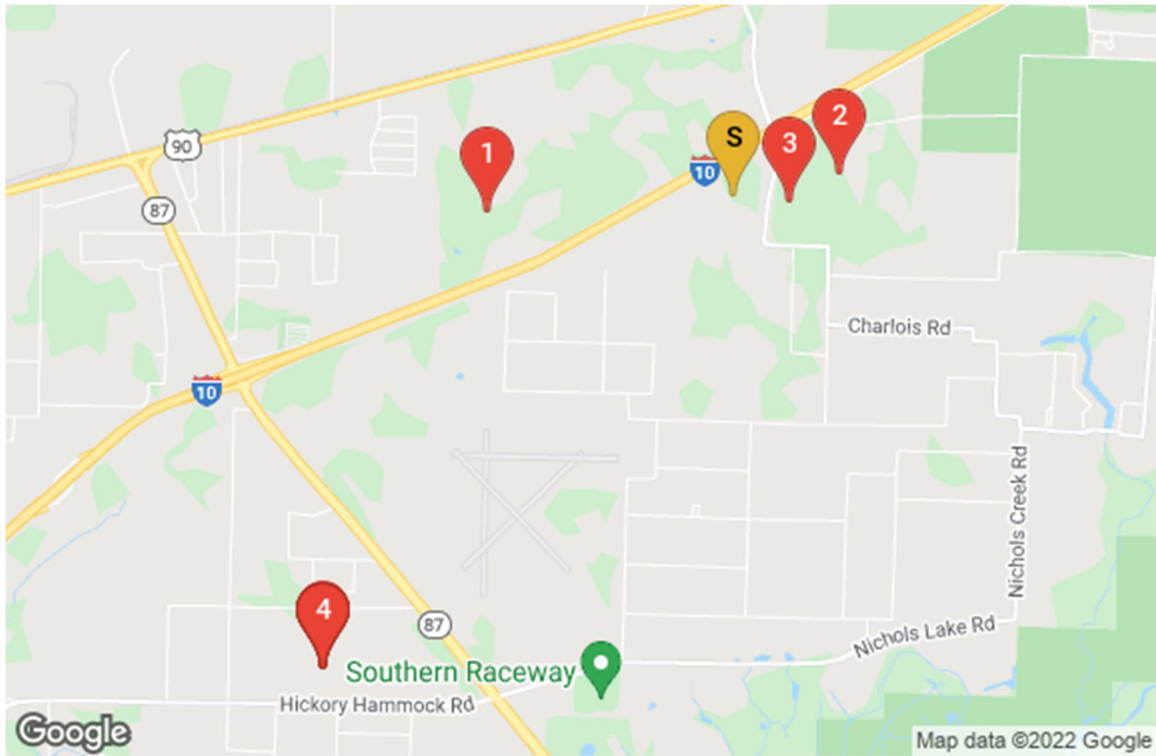 90
87
1
10
S
3
2
Charlois Rd
10
Nichols Creek Rd
4
87
Southern Raceway
Nichols Lake Rd
Hickory Hammock Rd
Google
Map data ©2022 Google